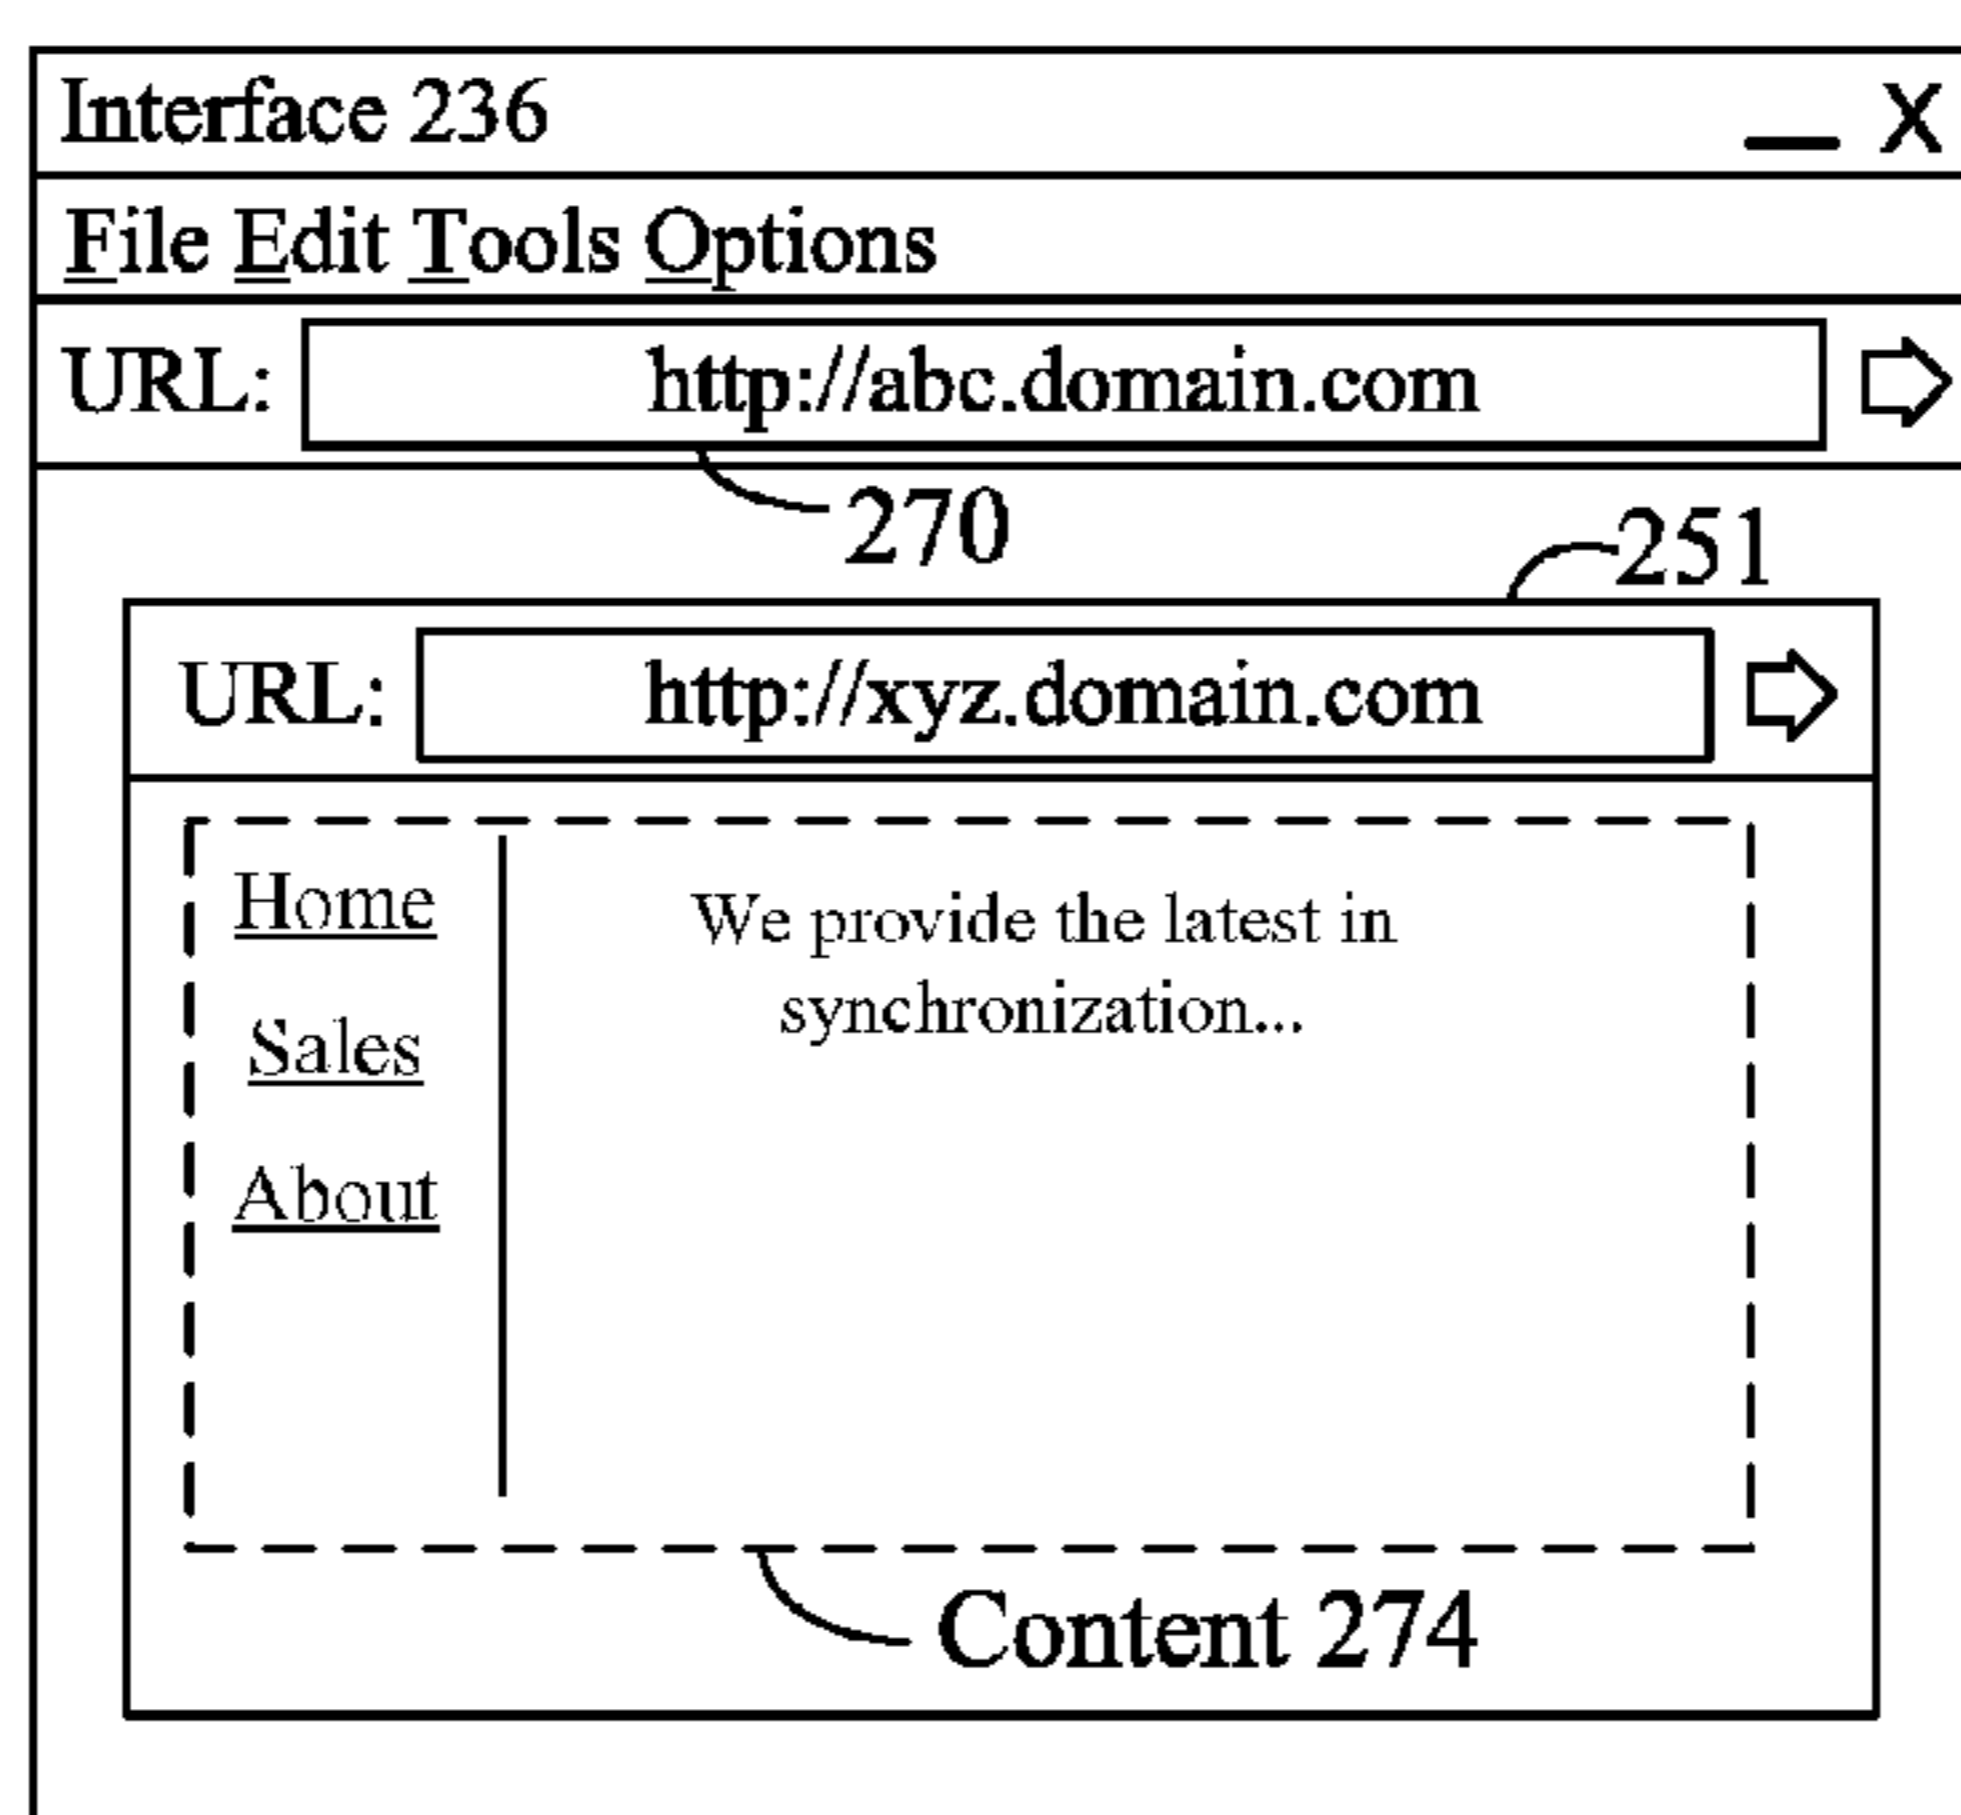 Interface 236 _ X
File Edit Tools Options
URL: http://abc.domain.com
270
251
URL: http://xyz.domain.com
Home
We provide the latest in
synchronization...
Sales
About
Content 274